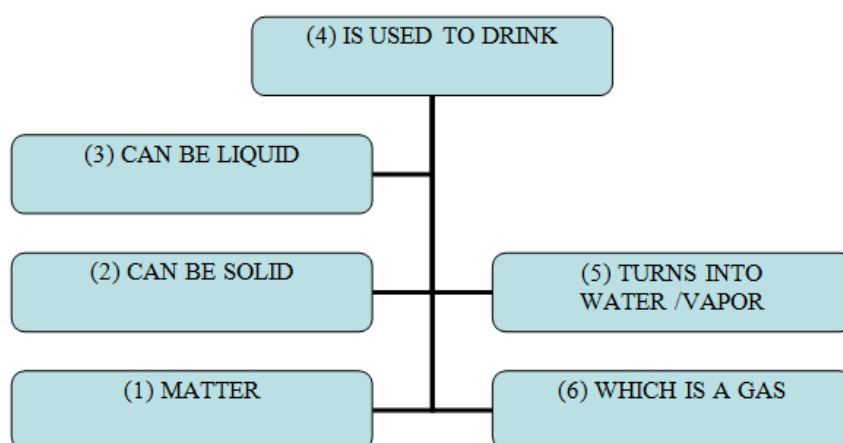 (4) IS USED TO DRINK
(3) CAN BE LIQUID
(2) CAN BE SOLID
(5) TURNS INTO
WATER /VAPOR
(1) MATTER
(6) WHICH IS A GAS